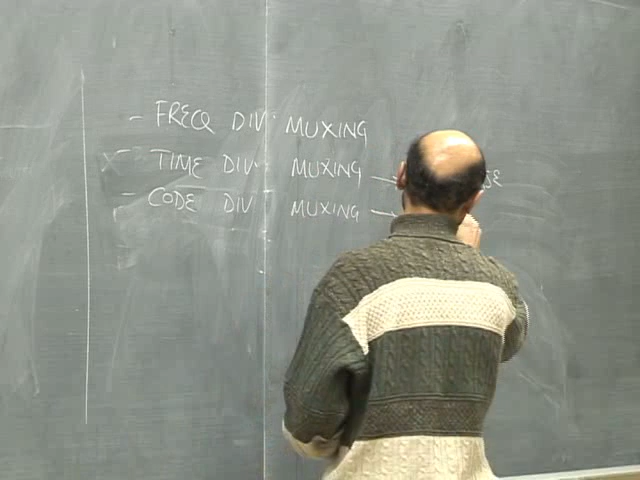 - FREQ DIV MUXING
- TIME DIV MUXING
- CODE DIV MUXING